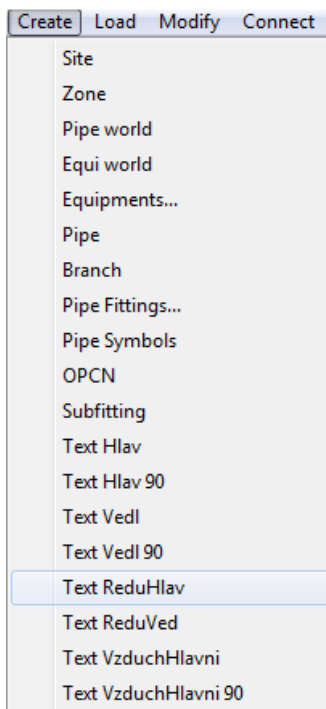 Create Load Modify Connect
Site
Zone
Pipe world
Equi world
Equipments...
Pipe
Branch
Pipe Fittings...
Pipe Symbols
OPCN
Subfitting
Text Hlav
Text Hlav 90
Text Vedl
Text Vedl 90
Text ReduHlav
Text ReduVed
Text VzduchHlavni
Text VzduchHlavni 90